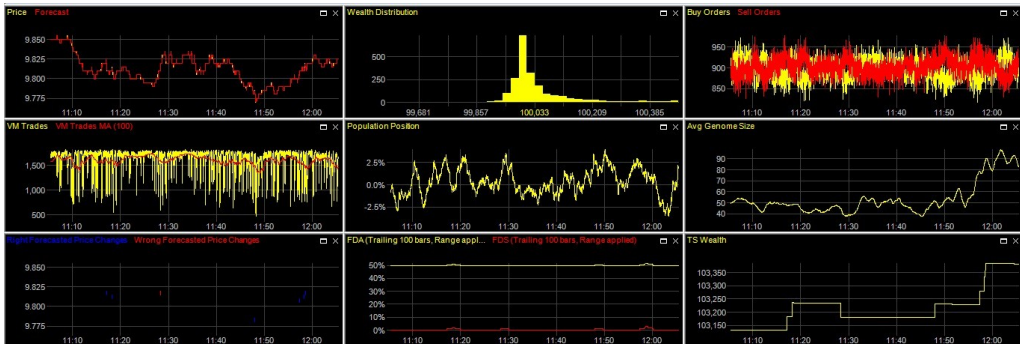 Price Forecast
9.850
9.825
9.800
9.775
11:10 11:20 11:30 11:40 11:50 12:00
Wealth Distribution
500
0
99,681 99,857 100,033 100,209 100,385
Buy Orders Sell Orders
950
900
850
11:10 11:20 11:30 11:40 11:50 12:00
VM Trades VM Trades MA (100)
1,500
1,000
500
11:10 11:20 11:30 11:40 11:50 12:00
Population Position
2.5%
0.0%
-2.5%
11:10 11:20 11:30 11:40 11:50 12:00
Avg Genome Size
90
80
70
60
50
40
11:10 11:20 11:30 11:40 11:50 12:00
Right Forecasted Price Changes Wrong Forecasted Price Changes
9.850
9.825
9.800
9.775
11:10 11:20 11:30 11:40 11:50 12:00
FDA (Trailing 100 bars, Range appl... FDS (Trailing 100 bars, Range applied)
50%
40%
30%
20%
10%
0%
11:10 11:20 11:30 11:40 11:50 12:00
TS Wealth
103,350
103,300
103,250
103,200
103,150
11:10 11:20 11:30 11:40 11:50 12:00